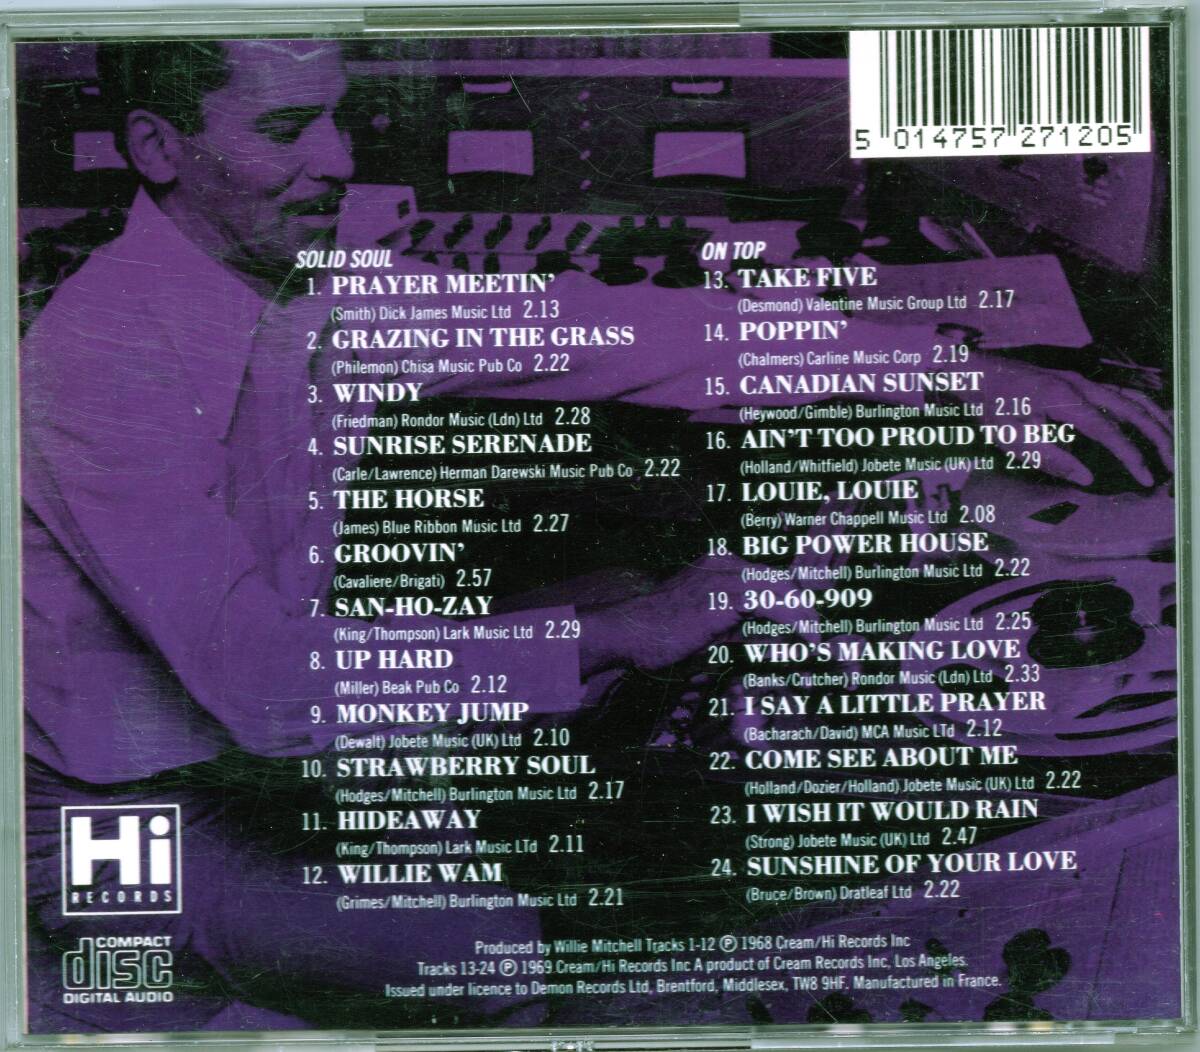 5 014757 271205
SOLID SOUL
1. PRAYER MEETIN'
(Smith) Dick James Music Ltd 2.13
2. GRAZING IN THE GRASS
(Philemon) Chisa Music Pub Co 2.22
3. WINDY
(Friedman) Rondor Music (Ldn) Ltd 2.28
4. SUNRISE SERENADE
(Carle/Lawrence) Herman Darewski Music Pub Co 2.22
5. THE HORSE
(James) Blue Ribbon Music Ltd 2.27
6. GROOVIN'
(Cavaliere/Brigati) 2.57
7. SAN-HO-ZAY
(King/Thompson) Lark Music Ltd 2.29
8. UP HARD
(Miller) Beak Pub Co 2.12
9. MONKEY JUMP
(Dewalt) Jobete Music (UK) Ltd 2.10
10. STRAWBERRY SOUL
(Hodges/Mitchell) Burlington Music Ltd 2.17
11. HIDEAWAY
(King/Thompson) Lark Music LTd 2.11
12. WILLIE WAM
(Grimes/Mitchell) Burlington Music Ltd 2.21
ON TOP
13. TAKE FIVE
(Desmond) Valentine Music Group Ltd 2.17
14. POPPIN'
(Chalmers) Carline Music Corp 2.19
15. CANADIAN SUNSET
(Heywood/Gimble) Burlington Music Ltd 2.16
16. AIN'T TOO PROUD TO BEG
(Holland/Whitfield) Jobete Music (UK) Ltd 2.29
17. LOUIE, LOUIE
(Berry) Warner Chappell Music Ltd 2.08
18. BIG POWER HOUSE
(Hodges/Mitchell) Burlington Music Ltd 2.22
19. 30-60-909
(Hodges/Mitchell) Burlington Music Ltd 2.25
20. WHO'S MAKING LOVE
(Banks/Crutcher) Rondor Music (Ldn) Ltd 2.33
21. I SAY A LITTLE PRAYER
(Bacharach/David) MCA Music LTd 2.12
22. COME SEE ABOUT ME
(Holland/Dozier/Holland) Jobete Music (UK) Ltd 2.22
23. I WISH IT WOULD RAIN
(Strong) Jobete Music (UK) Ltd 2.47
24. SUNSHINE OF YOUR LOVE
(Bruce/Brown) Dratleaf Ltd 2.22
Hi
RECORDS
COMPACT
disc
DIGITAL AUDIO
Produced by Willie Mitchell Tracks 1-12 Ⓟ 1968 Cream/Hi Records Inc
Tracks 13-24 Ⓟ 1969 Cream/Hi Records Inc A product of Cream Records Inc, Los Angeles.
Issued under licence to Demon Records Ltd, Brentford, Middlesex, TW8 9HF. Manufactured in France.